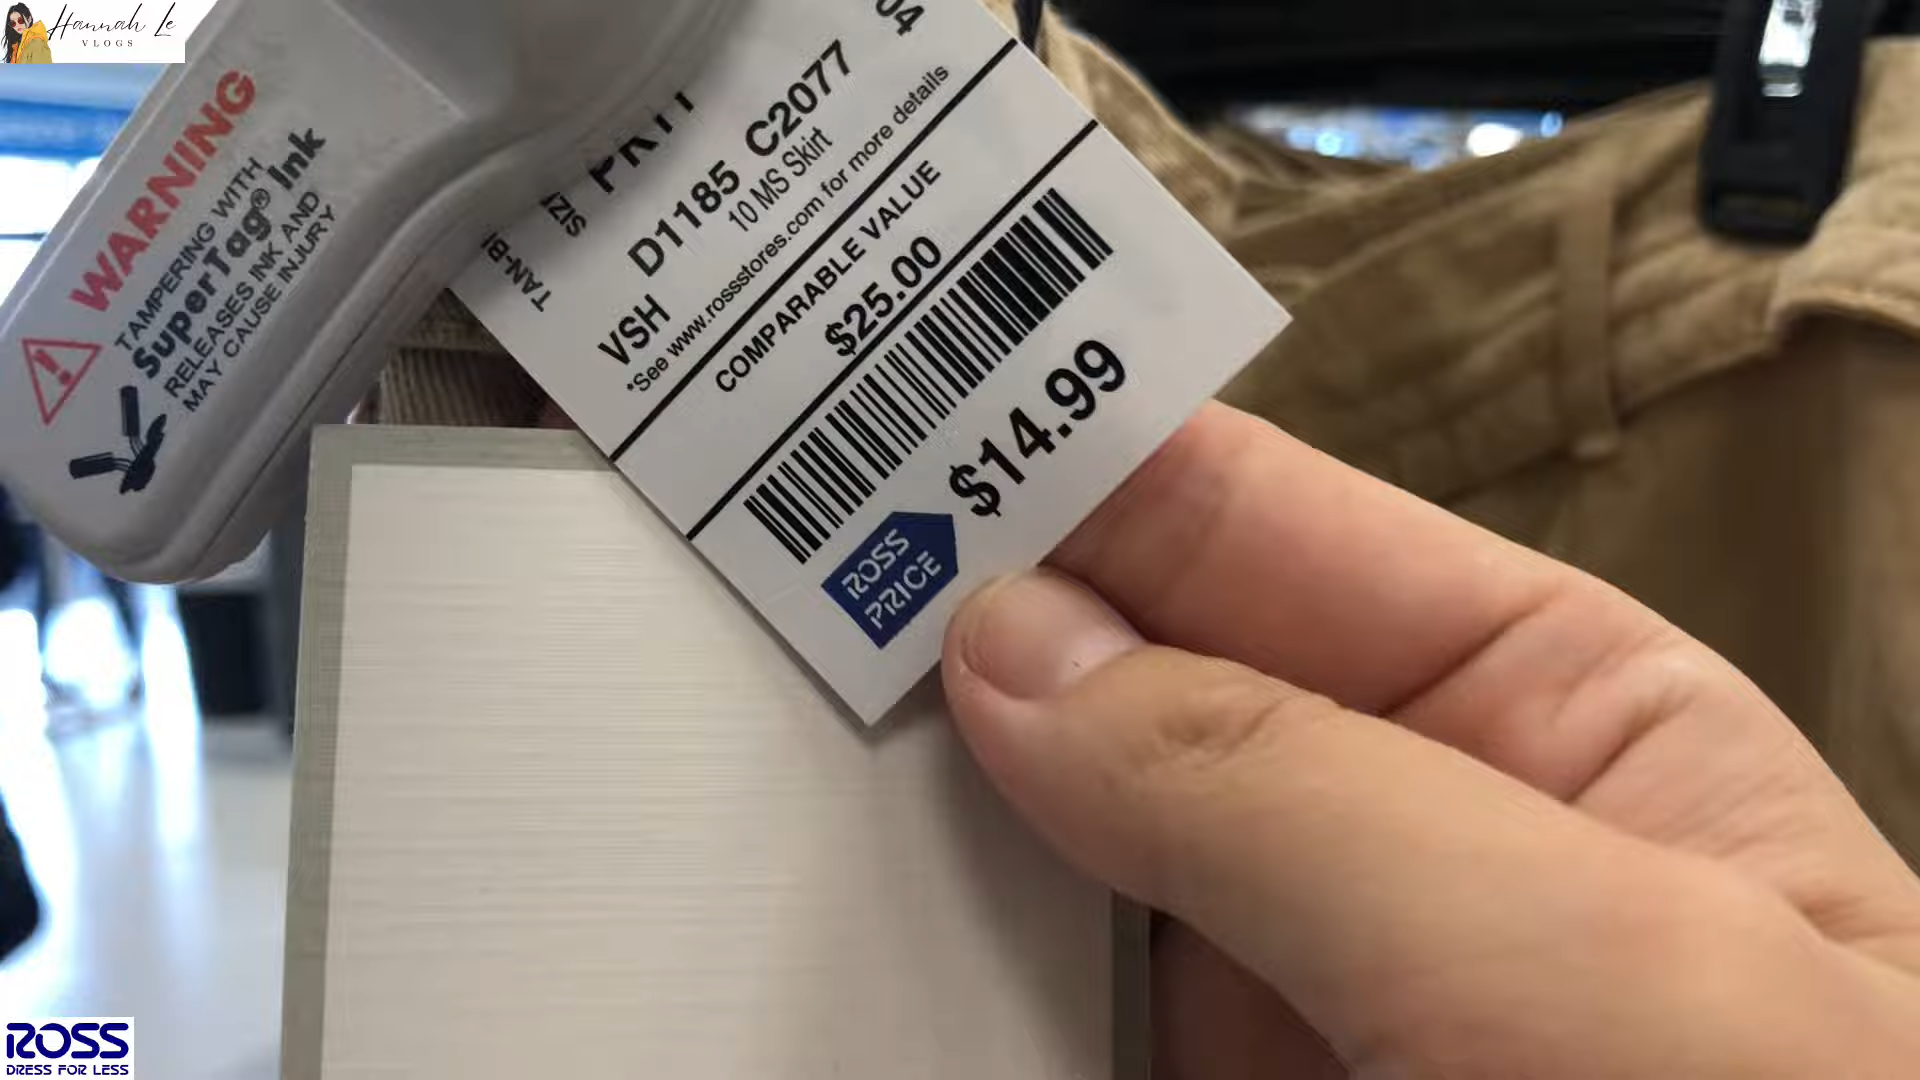 Hannah Le
VLOGS
WARNING
TAMPERING WITH
SuperTag® Ink
RELEASES INK AND
MAY CAUSE INJURY
04
TAN-B
D1185 C2077
10 MS Skirt
VSH
*See www.rossstores.com for more details
COMPARABLE VALUE
$25.00
$14.99
ROSS
PRICE
ROSS
DRESS FOR LESS